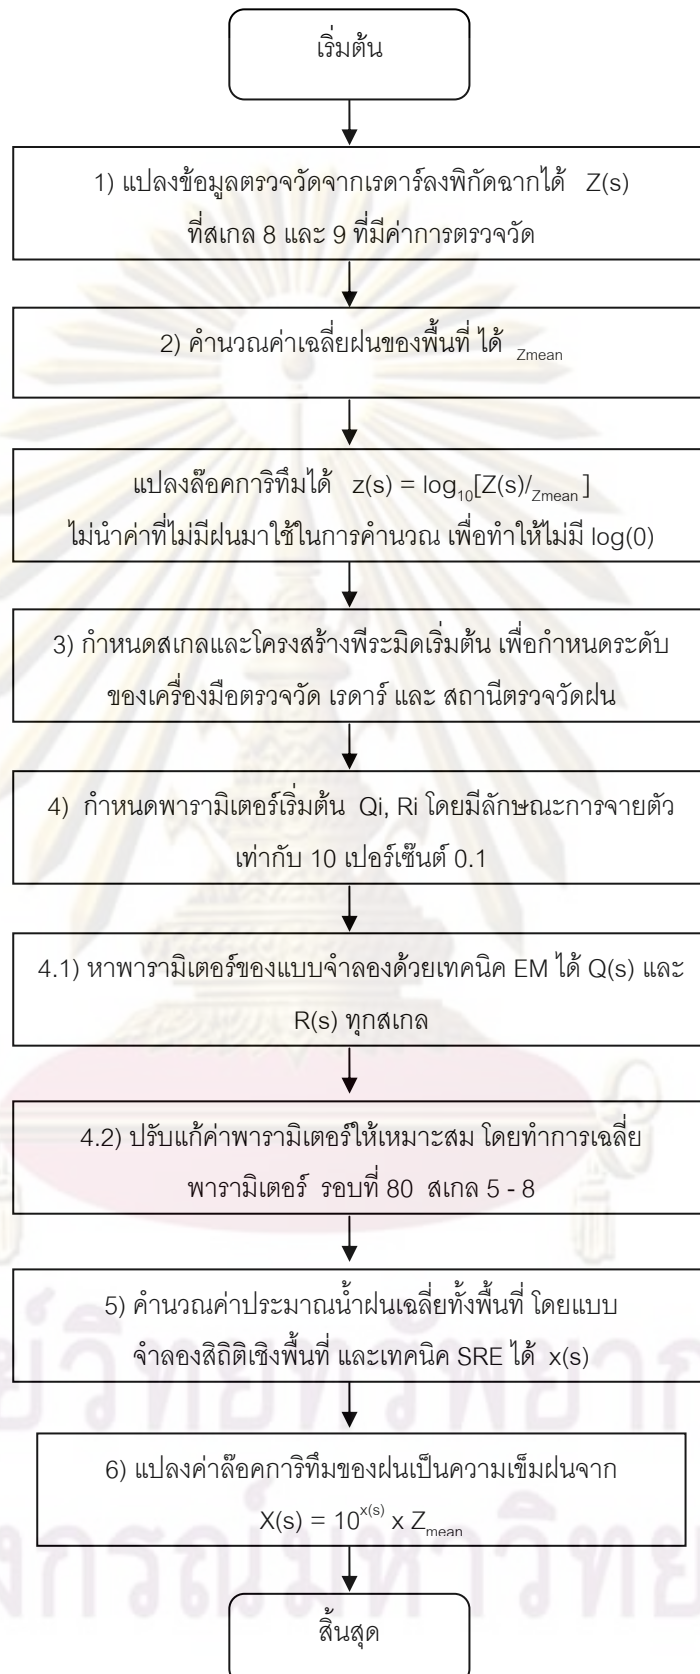 เริ่มต้น
1) แปลงข้อมูลตรวจวัดจากเรดาร์ลงพิกัดฉากได้ Z(s)
ที่สเกล 8 และ 9 ที่มีค่าการตรวจวัด
2) คำนวณค่าเฉลี่ยฝนของพื้นที่ ได้ Zmean
แปลงล๊อคการิทึ่มได้ z(s) = log10[Z(s)/Zmean]
ไม่นำค่าที่ไม่มีฝนมาใช้ในการคำนวณ เพื่อทำให้ไม่มี log(0)
3) กำหนดสเกลและโครงสร้างพีระมิดเริ่มต้น เพื่อกำหนดระดับ
ของเครื่องมือตรวจวัด เรดาร์ และ สถานีตรวจวัดฝน
4) กำหนดพารามิเตอร์เริ่มต้น Qi, Ri โดยมีลักษณะการจายตัว
เท่ากับ 10 เปอร์เซ็นต์ 0.1
4.1) หาพารามิเตอร์ของแบบจำลองด้วยเทคนิค EM ได้ Q(s) และ
R(s) ทุกสเกล
4.2) ปรับแก้ค่าพารามิเตอร์ให้เหมาะสม โดยทำการเฉลี่ย
พารามิเตอร์ รอบที่ 80 สเกล 5 - 8
5) คำนวณค่าประมาณน้ำฝนเฉลี่ยทั้งพื้นที่ โดยแบบ
จำลองสิถิติเชิงพื้นที่ และเทคนิค SRE ได้ x(s)
6) แปลงค่าล๊อคการิทึมของฝนเป็นความเข็มฝนจาก
X(s) = 10x(s) x Zmean
สิ้นสุด